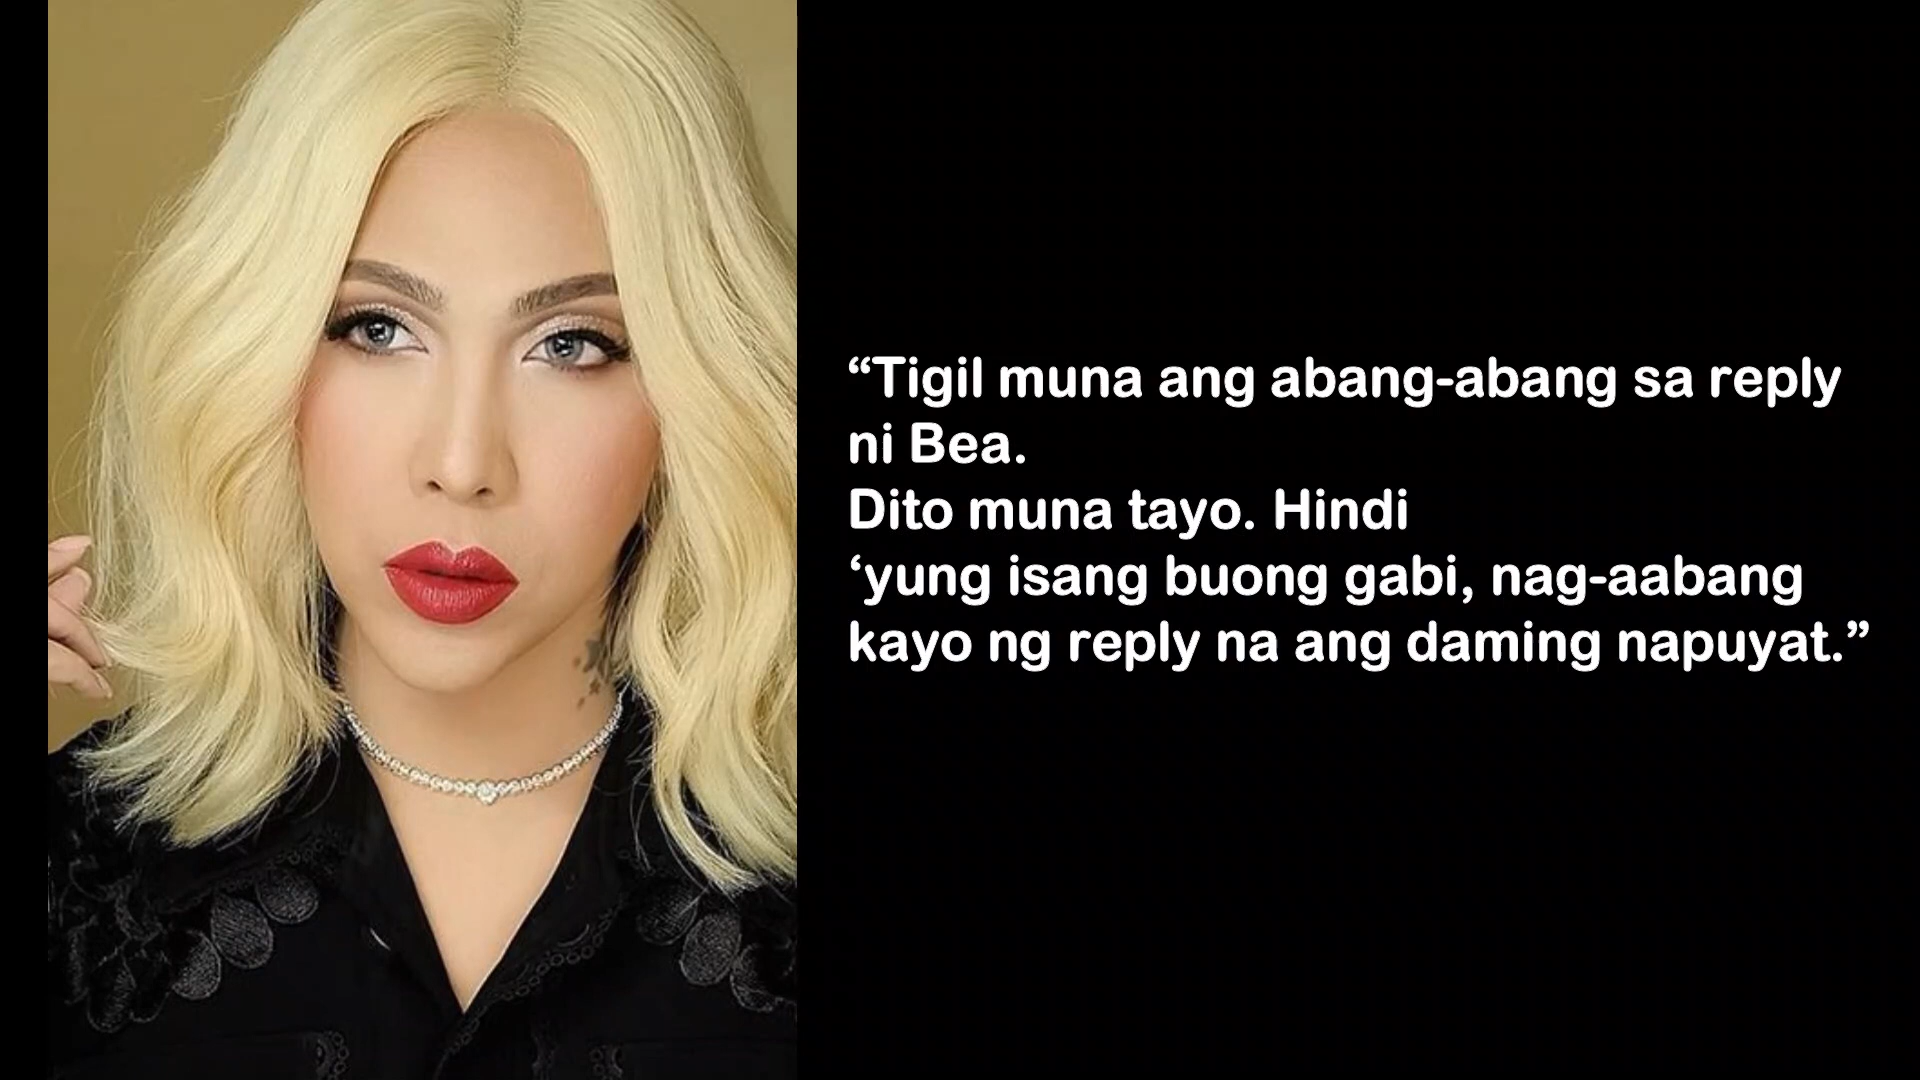 “Tigil muna ang abang-abang sa reply
ni Bea.
Dito muna tayo. Hindi
‘yung isang buong gabi, nag-aabang
kayo ng reply na ang daming napuyat.”